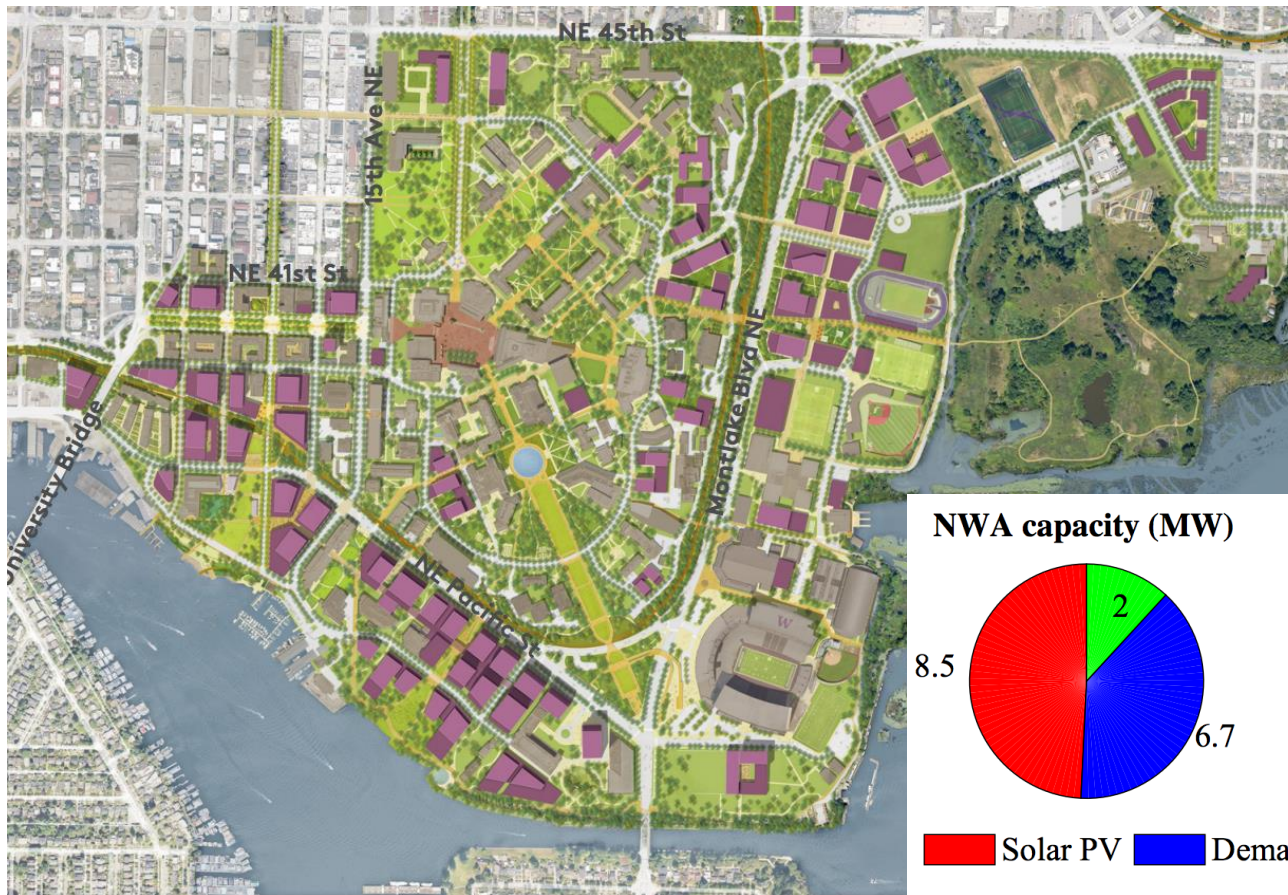 NE 45th St
15th Ave NE
NE 41st St
Montlake Blvd NE
University Bridge
NE Pacific St
W
NWA capacity (MW)
2
8.5
6.7
Solar PV
Dema